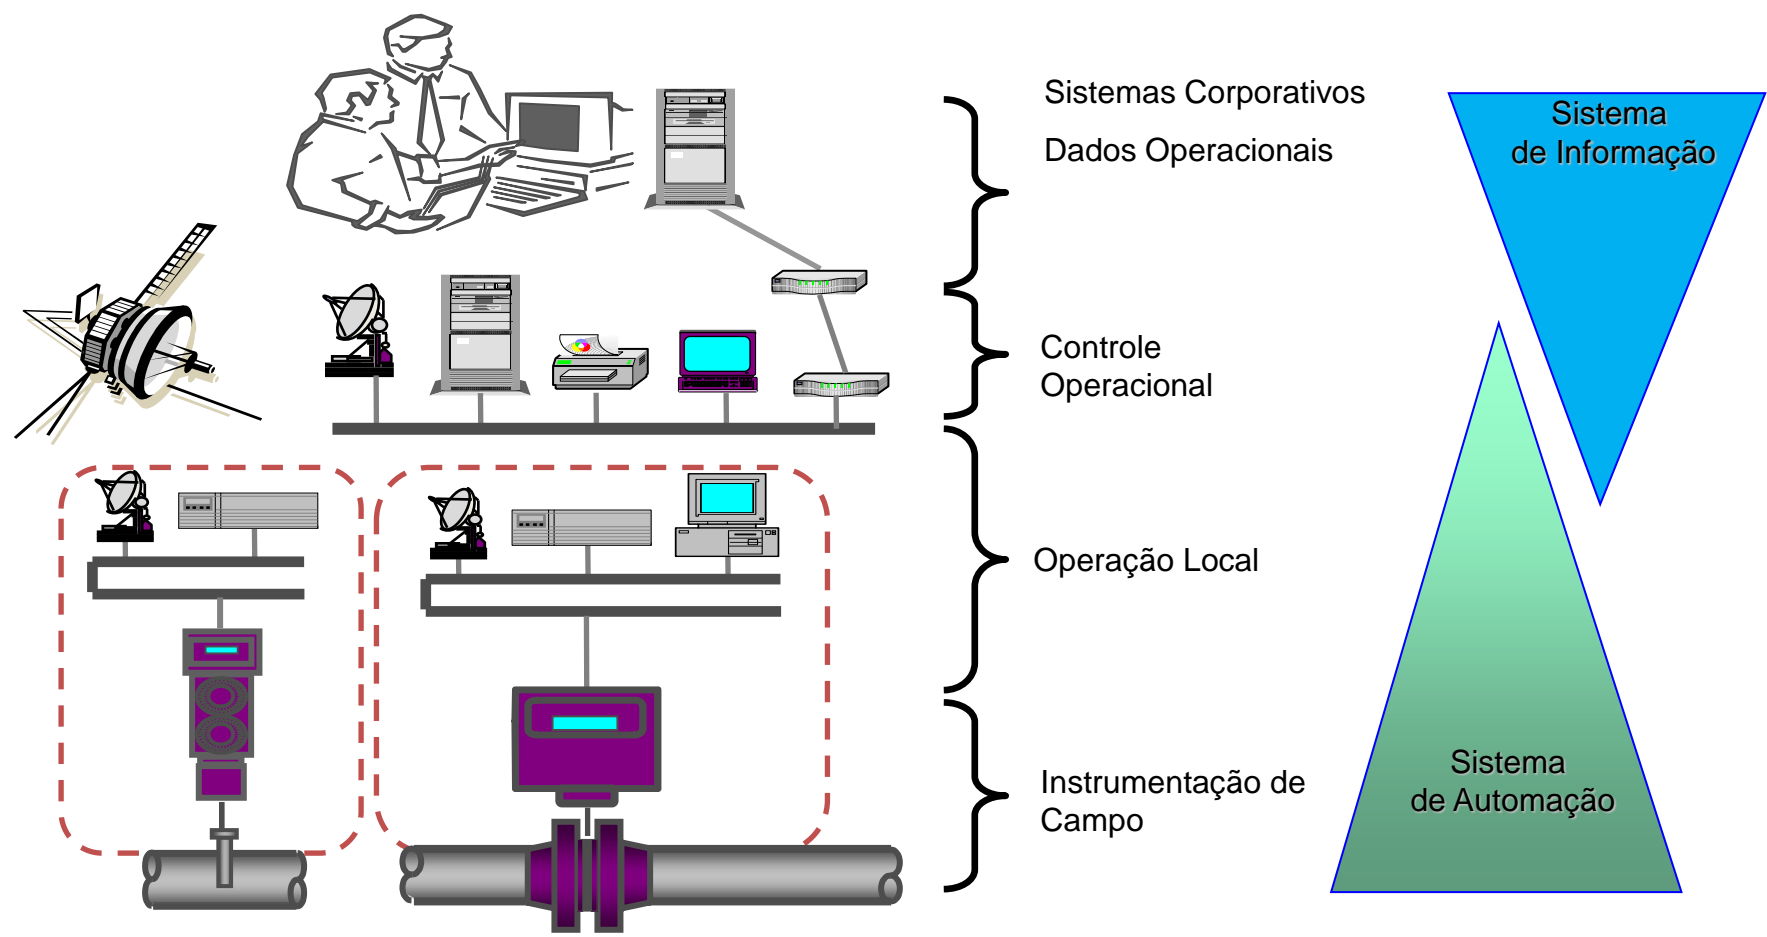 Sistemas Corporativos
Dados Operacionais
Sistema
de Informação
Controle
Operacional
Operação Local
Instrumentação de
Campo
Sistema
de Automação